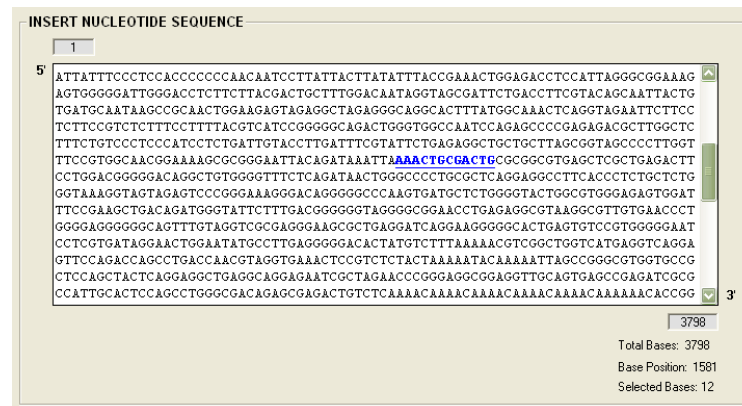 INSERT NUCLEOTIDE SEQUENCE
1
5'
ATTATTTCCCTCCACCCCCCCAACAATCCTTATTACTTATATTTACCGAAACTGGAGACCTCCATTAGGGCGGAAAG
AGTGGGGGATTGGGACCTCTTCTTACGACTGCTTTGGACAATAGGTAGCGATTCTGACCTTCGTACAGCAATTACTG
TGATGCAATAAGCCGCAACTGGAAGAGTAGAGGCTAGAGGGCAGGCACTTTATGGCAAACTCAGGTAGAATTCTTCC
TCTTCCGTCTCTTTCCTTTTACGTCATCCGGGGGCAGACTGGGTGGCCAATCCAGAGCCCCGAGAGACGCTTGGCTC
TTTCTGTCCCTCCCATCCTCTGATTGTACCTTGATTTCGTATTCTGAGAGGCTGCTGCTTAGCGGTAGCCCCTTGGT
TTCCGTGGCAACGGAAAAGCGCGGGAATTACAGATAAATTAAAACTGCGACTGCGCGGCGTGAGCTCGCTGAGACTT
CCTGGACGGGGGACAGGCTGTGGGGTTTCTCAGATAACTGGGCCCCTGCGCTCAGGAGGCCTTCACCCTCTGCTCTG
GGTAAAGGTAGTAGAGTCCCGGGAAAGGGACAGGGGGCCCAAGTGATGCTCTGGGGTACTGGCGTGGGAGAGTGGAT
TTCCGAAGCTGACAGATGGGTATTCTTTGACGGGGGGTAGGGGCGGAACCTGAGAGGCGTAAGGCGTTGTGAACCCT
GGGGAGGGGGGCAGTTTGTAGGTCGCGAGGGAAGCGCTGAGGATCAGGAAGGGGGCACTGAGTGTCCGTGGGGGAAT
CCTCGTGATAGGAACTGGAATATGCCTTGAGGGGGACACTATGTCTTTAAAAACGTCGGCTGGTCATGAGGTCAGGA
GTTCCAGACCAGCCTGACCAACGTAGGTGAAACTCCGTCTCTACTAAAAATACAAAAATTAGCCGGGCGTGGTGCCG
CTCCAGCTACTCAGGAGGCTGAGGCAGGAGAATCGCTAGAACCCGGGAGGCGGAGGTTGCAGTGAGCCGAGATCGCG
CCATTGCACTCCAGCCTGGGCGACAGAGCGAGACTGTCTCAAAACAAAACAAAACAAAACAAAACAAAAAACACCGG
3'
3798
Total Bases: 3798
Base Position: 1581
Selected Bases: 12